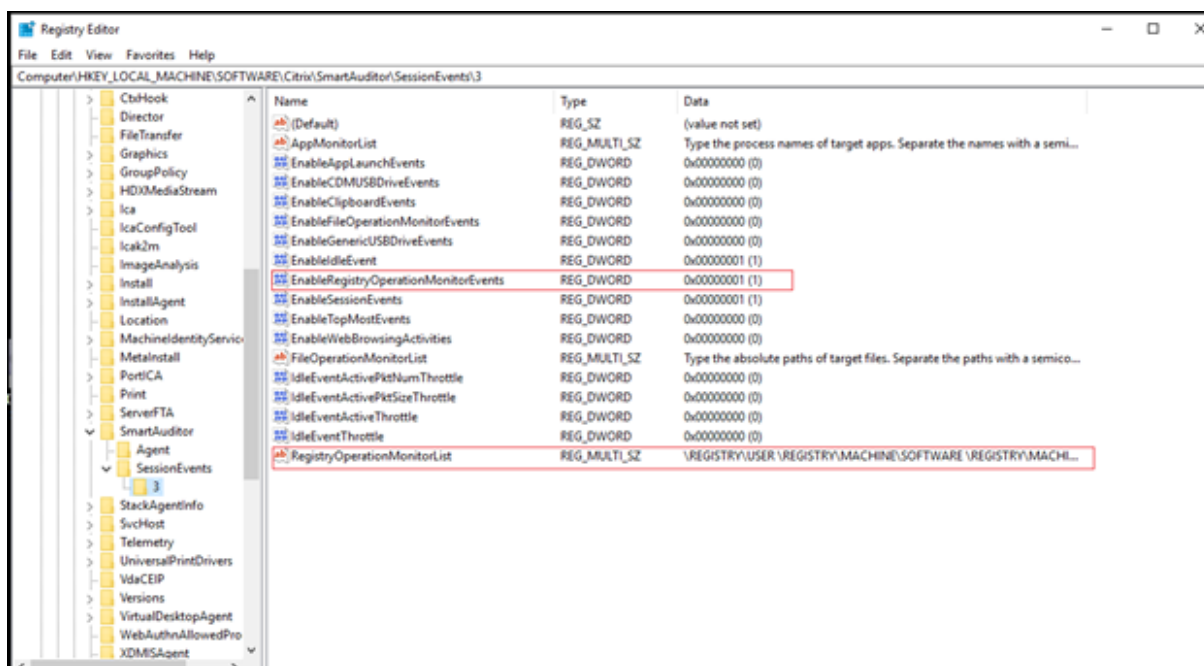 Registry Editor
File Edit View Favorites Help
Computer\HKEY_LOCAL_MACHINE\SOFTWARE\Citrix\SmartAuditor\SessionEvents\3
CtxHook
Director
FileTransfer
Graphics
GroupPolicy
HDXMediaStream
Ica
IcaConfigTool
Icak2m
ImageAnalysis
Install
InstallAgent
Location
MachineIdentityServic
MetaInstall
PortICA
Print
ServerFTA
SmartAuditor
Agent
SessionEvents
3
StackAgentInfo
SvcHost
Telemetry
UniversalPrintDrivers
VdaCEIP
Versions
VirtualDesktopAgent
WebAuthnAllowedPro
XDMISAgent
Name Type Data
(Default) REG_SZ (value not set)
AppMonitorList REG_MULTI_SZ Type the process names of target apps. Separate the names with a semi...
EnableAppLaunchEvents REG_DWORD 0x00000000 (0)
EnableCDMUSBDriveEvents REG_DWORD 0x00000000 (0)
EnableClipboardEvents REG_DWORD 0x00000000 (0)
EnableFileOperationMonitorEvents REG_DWORD 0x00000000 (0)
EnableGenericUSBDriveEvents REG_DWORD 0x00000000 (0)
EnableIdleEvent REG_DWORD 0x00000001 (1)
EnableRegistryOperationMonitorEvents REG_DWORD 0x00000001 (1)
EnableSessionEvents REG_DWORD 0x00000001 (1)
EnableTopMostEvents REG_DWORD 0x00000000 (0)
EnableWebBrowsingActivities REG_DWORD 0x00000000 (0)
FileOperationMonitorList REG_MULTI_SZ Type the absolute paths of target files. Separate the paths with a semico...
IdleEventActivePktNumThrottle REG_DWORD 0x00000000 (0)
IdleEventActivePktSizeThrottle REG_DWORD 0x00000000 (0)
IdleEventActiveThrottle REG_DWORD 0x00000000 (0)
IdleEventThrottle REG_DWORD 0x00000000 (0)
RegistryOperationMonitorList REG_MULTI_SZ \REGISTRY\USER \REGISTRY\MACHINE\SOFTWARE \REGISTRY\MACHI...